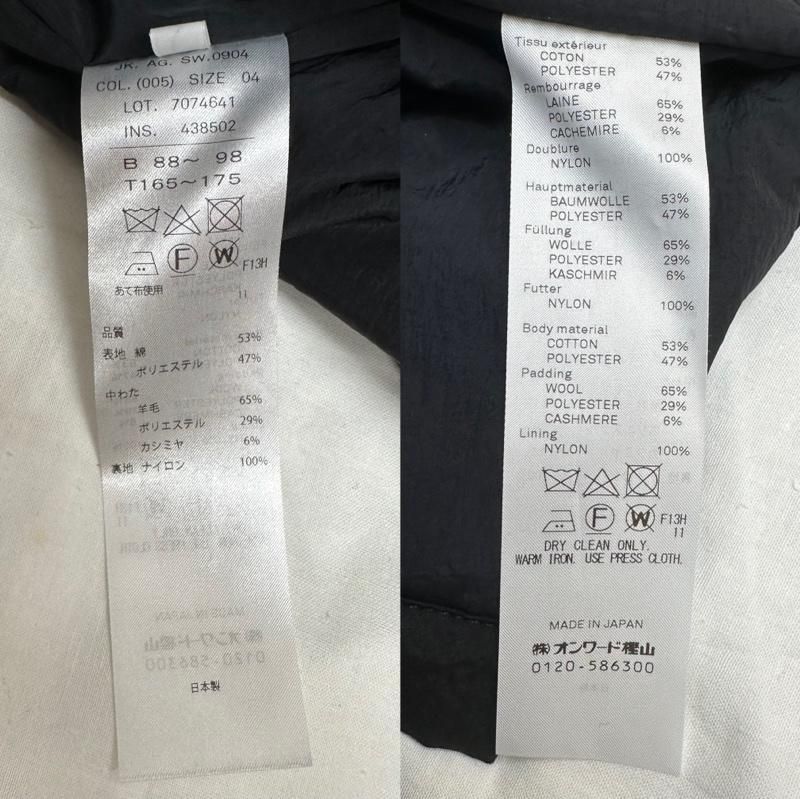 JK. AG. SW.0904
COL. (005) SIZE 04
LOT. 7074641
INS. 438502
B 88～ 98
T165～175
F W F13H
11
あて布使用
品質
表地 綿 53%
ポリエステル 47%
中わた
羊毛 65%
ポリエステル 29%
カシミヤ 6%
裏地 ナイロン 100%
日本製
Tissu extérieur
COTON 53%
POLYESTER 47%
Rembourrage
LAINE 65%
POLYESTER 29%
CACHEMIRE 6%
Doublure
NYLON 100%
Hauptmaterial
BAUMWOLLE 53%
POLYESTER 47%
Füllung
WOLLE 65%
POLYESTER 29%
KASCHMIR 6%
Futter
NYLON 100%
Body material
COTTON 53%
POLYESTER 47%
Padding
WOOL 65%
POLYESTER 29%
CASHMERE 6%
Lining
NYLON 100%
F W F13H
11
DRY CLEAN ONLY.
WARM IRON. USE PRESS CLOTH.
MADE IN JAPAN
(株)オンワード樫山
0120-586300